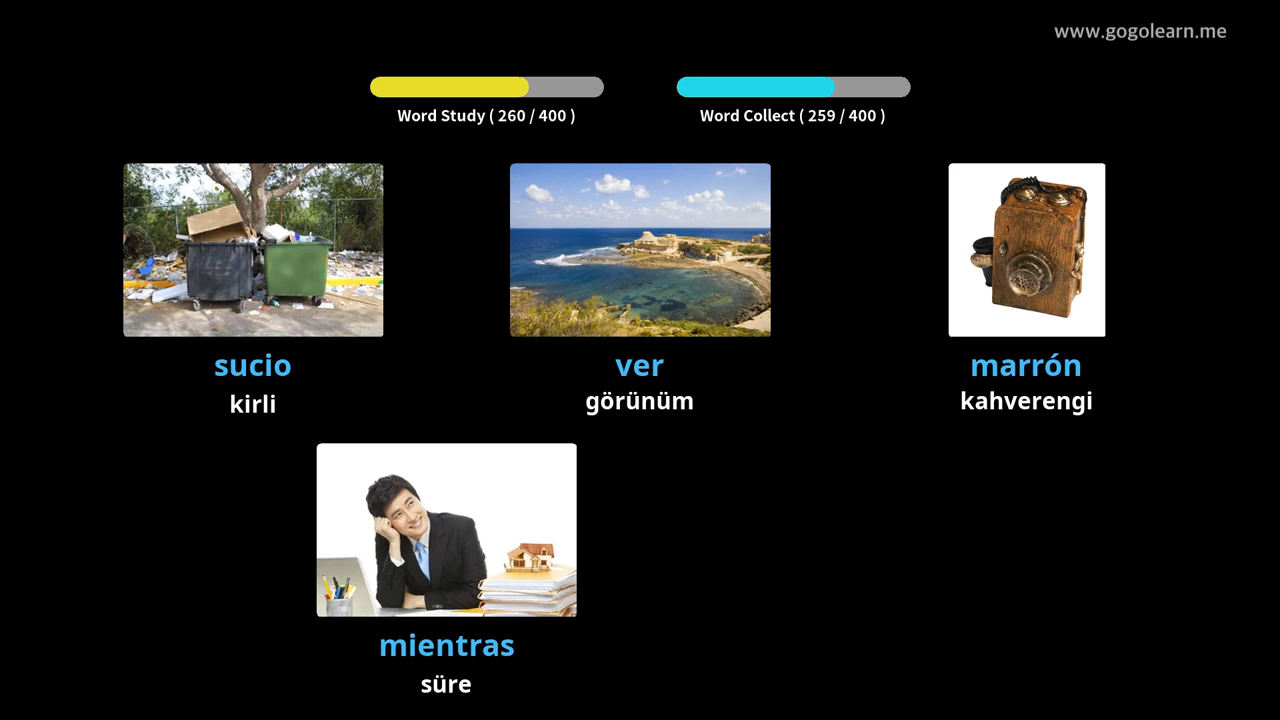 www.gogolearn.me
Word Study ( 260 / 400 )
Word Collect ( 259 / 400 )
sucio
kirli
ver
görünüm
marrón
kahverengi
mientras
süre